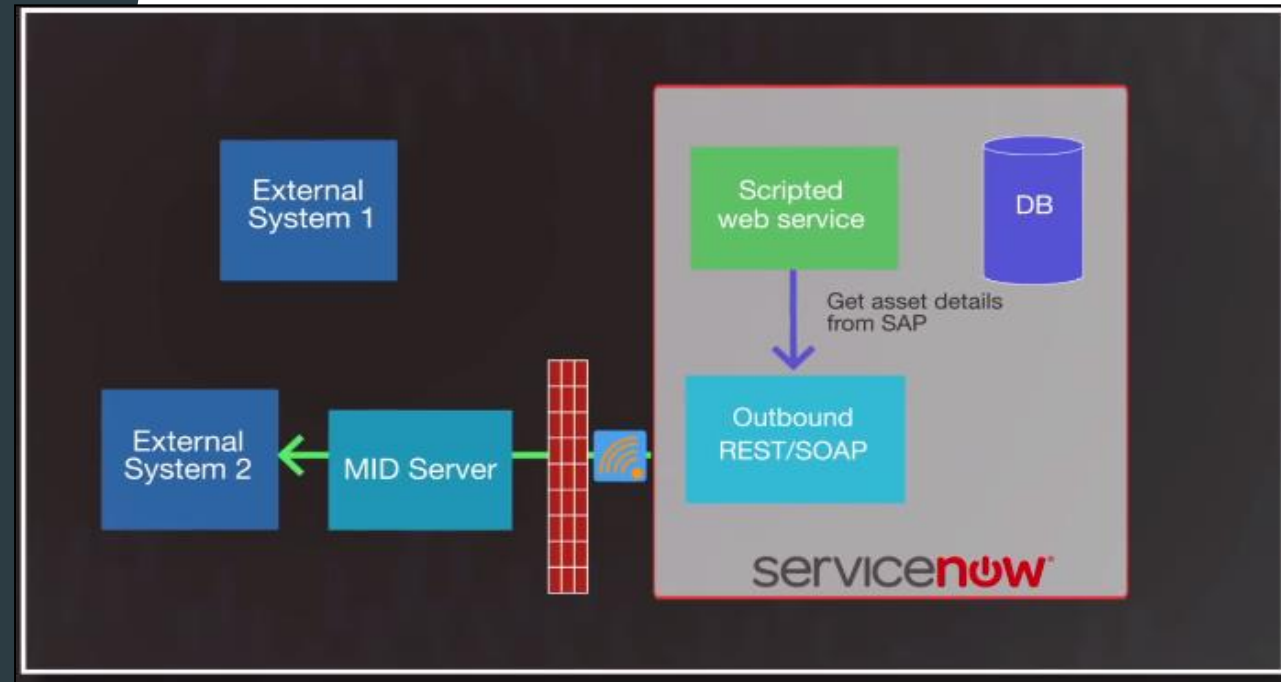 External
System 1
Scripted
web service
DB
Get asset details
from SAP
External
System 2
MID Server
Outbound
REST/SOAP
servicenow